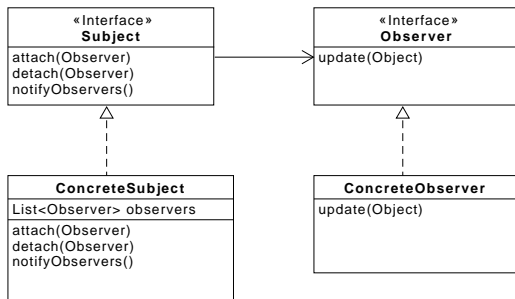 «Interface»
Subject
attach(Observer)
detach(Observer)
notifyObservers()
«Interface»
Observer
update(Object)
ConcreteSubject
List<Observer> observers
attach(Observer)
detach(Observer)
notifyObservers()
ConcreteObserver
update(Object)